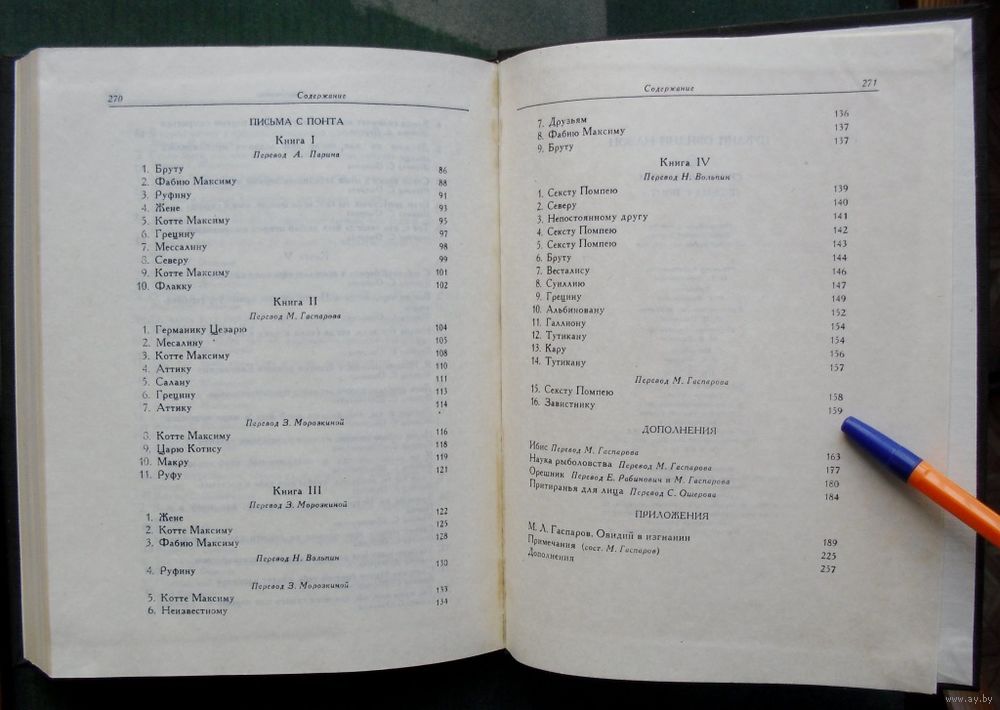 270
Содержание
ПИСЬМА С ПОНТА
Книга I
Перевод А. Парина
1. Бруту 86
2. Фабию Максиму 88
3. Руфину 91
4. Жене 93
5. Котте Максиму 95
6. Грецину 97
7. Мессалину 98
8. Северу 99
9. Котте Максиму 101
10. Флакку 102
Книга II
Перевод М. Гаспарова
1. Германику Цезарю 104
2. Месалину 105
3. Котте Максиму 108
4. Аттику 110
5. Салану 111
6. Грецину 113
7. Аттику 114
Перевод З. Морозкиной
8. Котте Максиму 116
9. Царю Котису 118
10. Макру 119
11. Руфу 121
Книга III
Перевод З. Морозкиной
1. Жене 122
2. Котте Максиму 125
3. Фабию Максиму 128
Перевод Н. Вольпин
4. Руфину 130
Перевод З. Морозкиной
5. Котте Максиму 133
6. Неизвестному 134
Содержание
271
7. Друзьям 136
8. Фабию Максиму 137
9. Бруту 137
Книга IV
Перевод Н. Вольпин
1. Сексту Помпею 139
2. Северу 140
3. Непостоянному другу 141
4. Сексту Помпею 142
5. Сексту Помпею 143
6. Бруту 144
7. Весталису 146
8. Суиллию 147
9. Грецину 149
10. Альбиновану 152
11. Галлиону 154
12. Тутикану 154
13. Кару 156
14. Тутикану 157
Перевод М. Гаспарова
15. Сексту Помпею 158
16. Завистнику 159
ДОПОЛНЕНИЯ
Ибис Перевод М. Гаспарова 163
Наука рыболовства Перевод М. Гаспарова 177
Орешник Перевод Е. Рабинович и М. Гаспарова 180
Притиранья для лица Перевод С. Ошерова 184
ПРИЛОЖЕНИЯ
М. Л. Гаспаров. Овидий в изгнании 189
Примечания (сост. М. Гаспаров) 225
Дополнения 257
www.ay.by